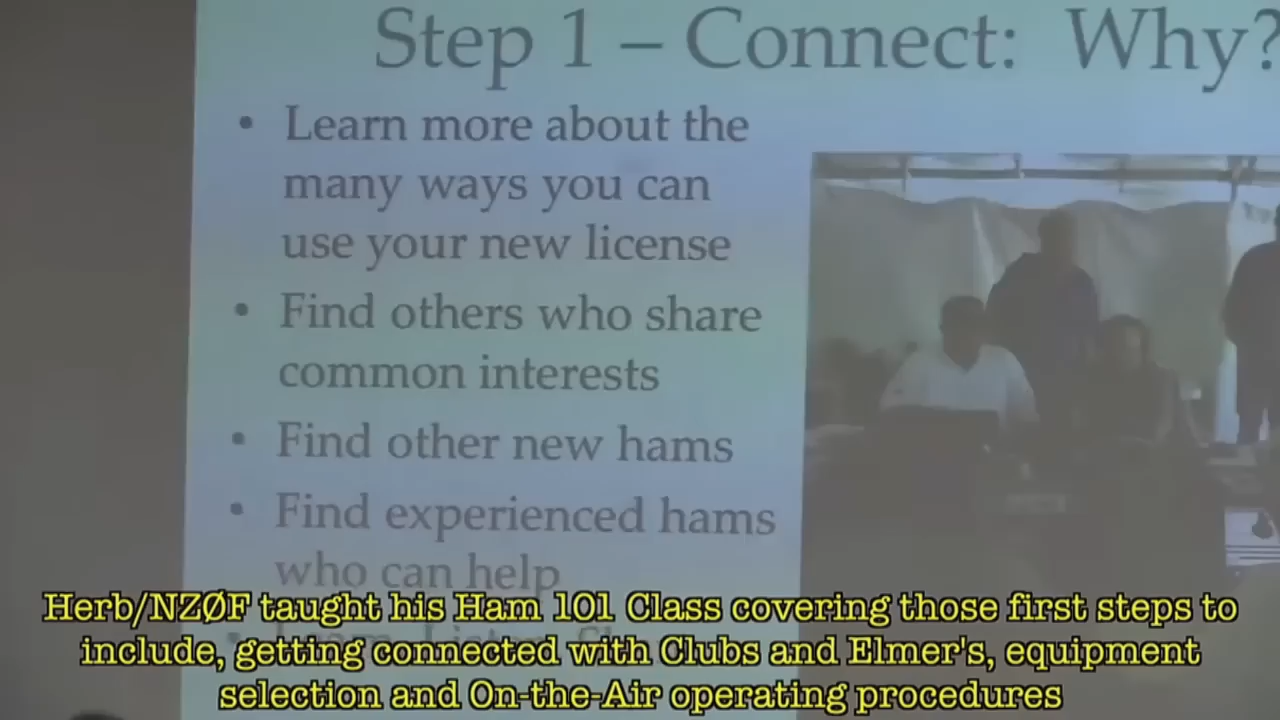 Step 1 – Connect: Why?
• Learn more about the
many ways you can
use your new license
• Find others who share
common interests
• Find other new hams
• Find experienced hams
who can help
Herb/NZØF taught his Ham 101 Class covering those first steps to
include, getting connected with Clubs and Elmer's, equipment
selection and On-the-Air operating procedures